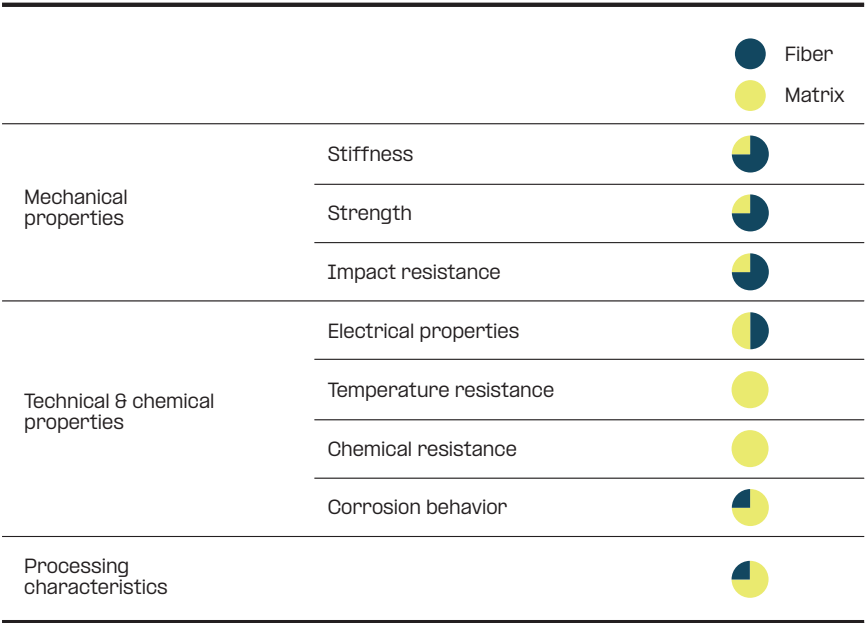 Fiber
Matrix
Mechanical
properties
Stiffness
Strength
Impact resistance
Technical & chemical
properties
Electrical properties
Temperature resistance
Chemical resistance
Corrosion behavior
Processing
characteristics